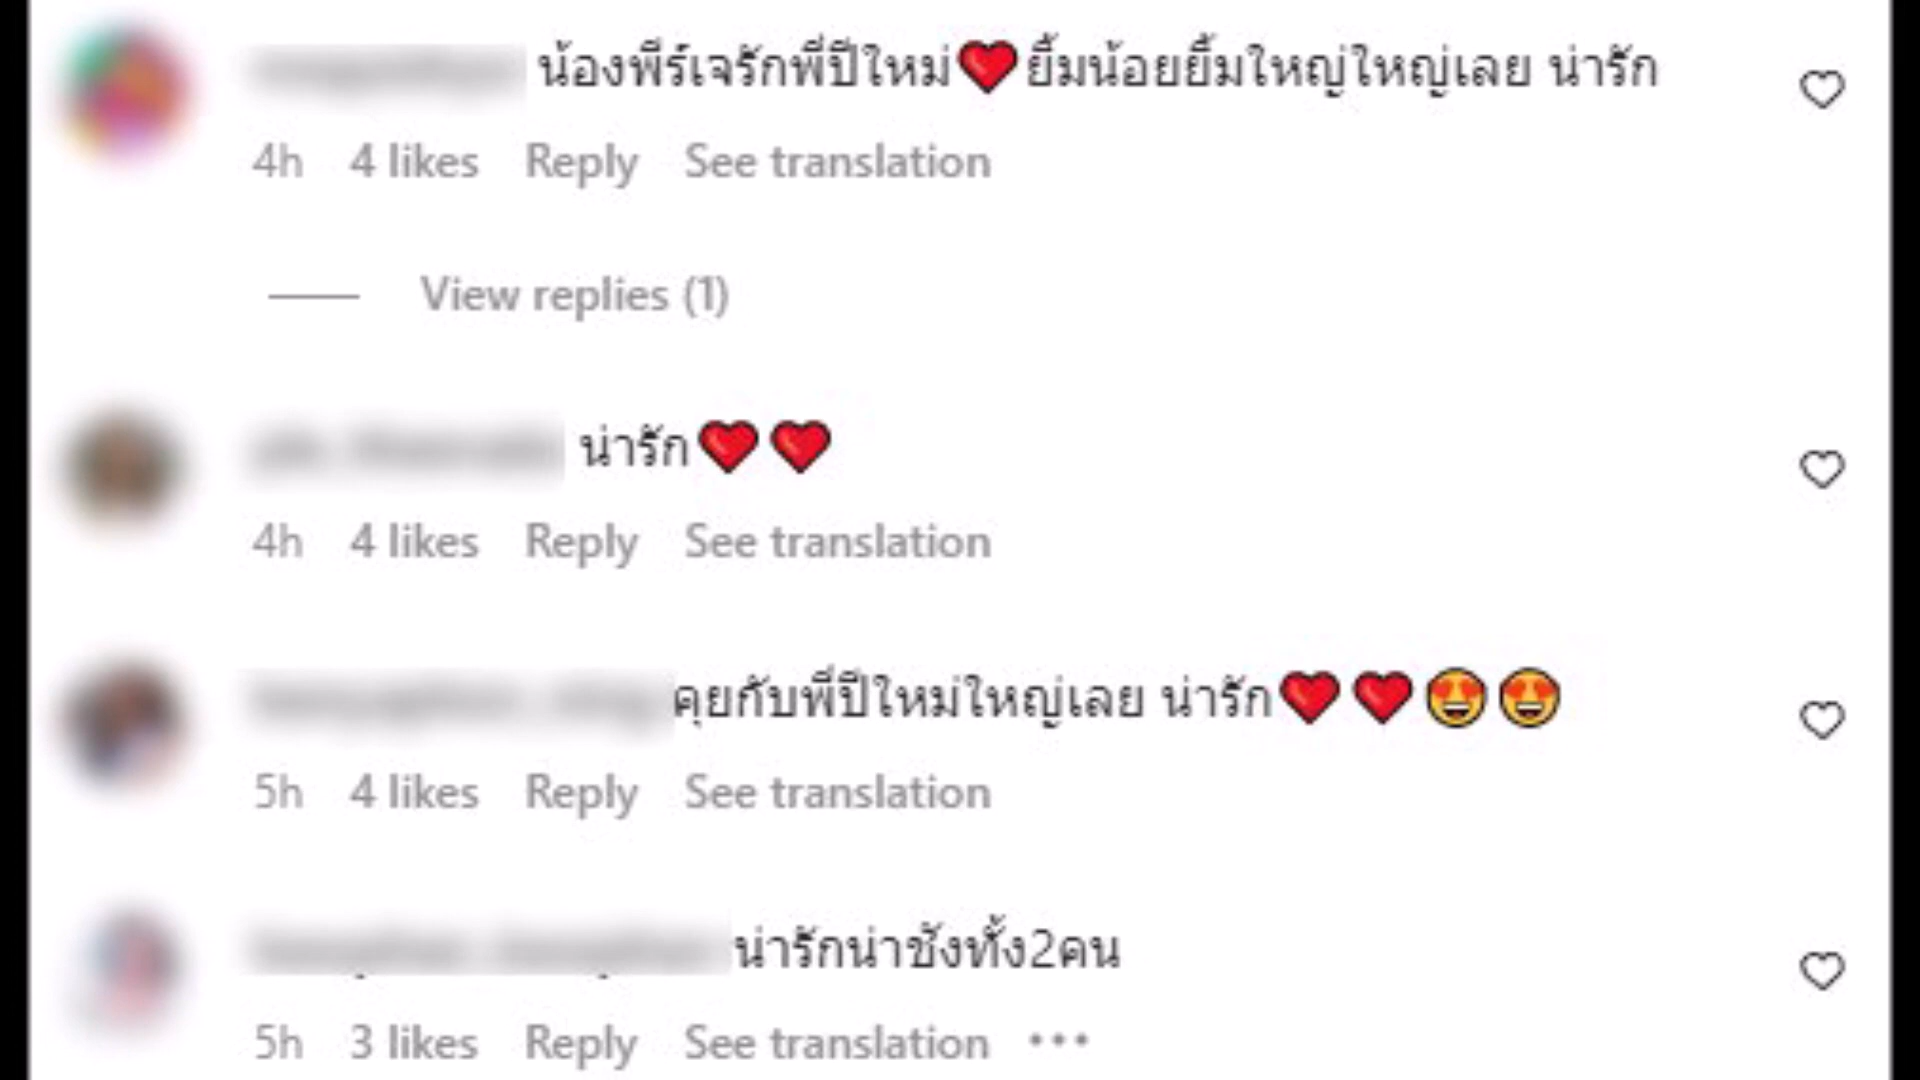 น้องพีร์เจรักพี่ปีใหม่❤️ยิ้มน้อยยิ้มใหญ่ใหญ่เลย น่ารัก
4h 4 likes Reply See translation
View replies (1)
น่ารัก❤️❤️
4h 4 likes Reply See translation
คุยกับพี่ปีใหม่ใหญ่เลย น่ารัก❤️❤️😍😍
5h 4 likes Reply See translation
น่ารักน่าชังทั้ง2คน
5h 3 likes Reply See translation •••